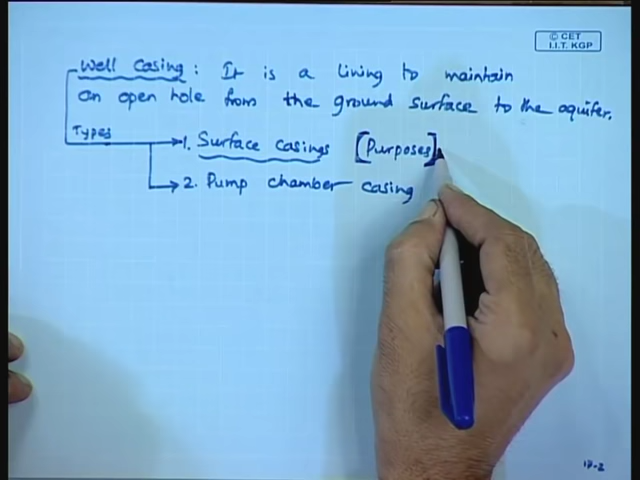 © CET
I.I.T. KGP
Well Casing: It is a lining to maintain
an open hole from the ground surface to the aquifer.
Types
1. Surface casings [Purposes]
2. Pump chamber casing
17-2